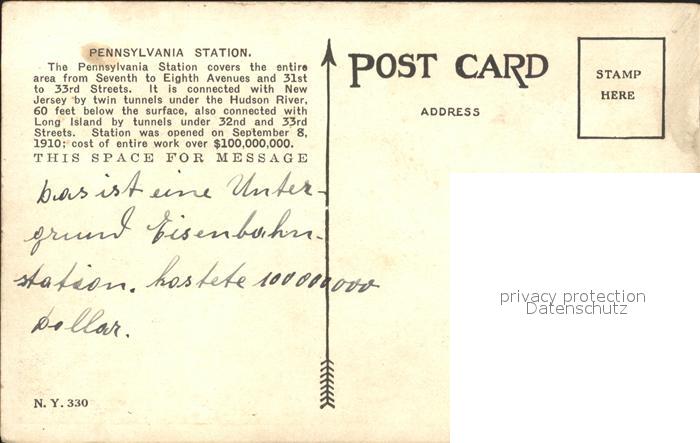 PENNSYLVANIA STATION.
The Pennsylvania Station covers the entire
area from Seventh to Eighth Avenues and 31st
to 33rd Streets. It is connected with New
Jersey by twin tunnels under the Hudson River,
60 feet below the surface, also connected with
Long Island by tunnels under 32nd and 33rd
Streets. Station was opened on September 8,
1910; cost of entire work over $100,000,000.
THIS SPACE FOR MESSAGE
Das ist eine Unter-
grund Eisenbahn-
station. kostete 100000000
Dollar.
N. Y. 330
POST CARD
ADDRESS
STAMP
HERE
privacy protection
Datenschutz